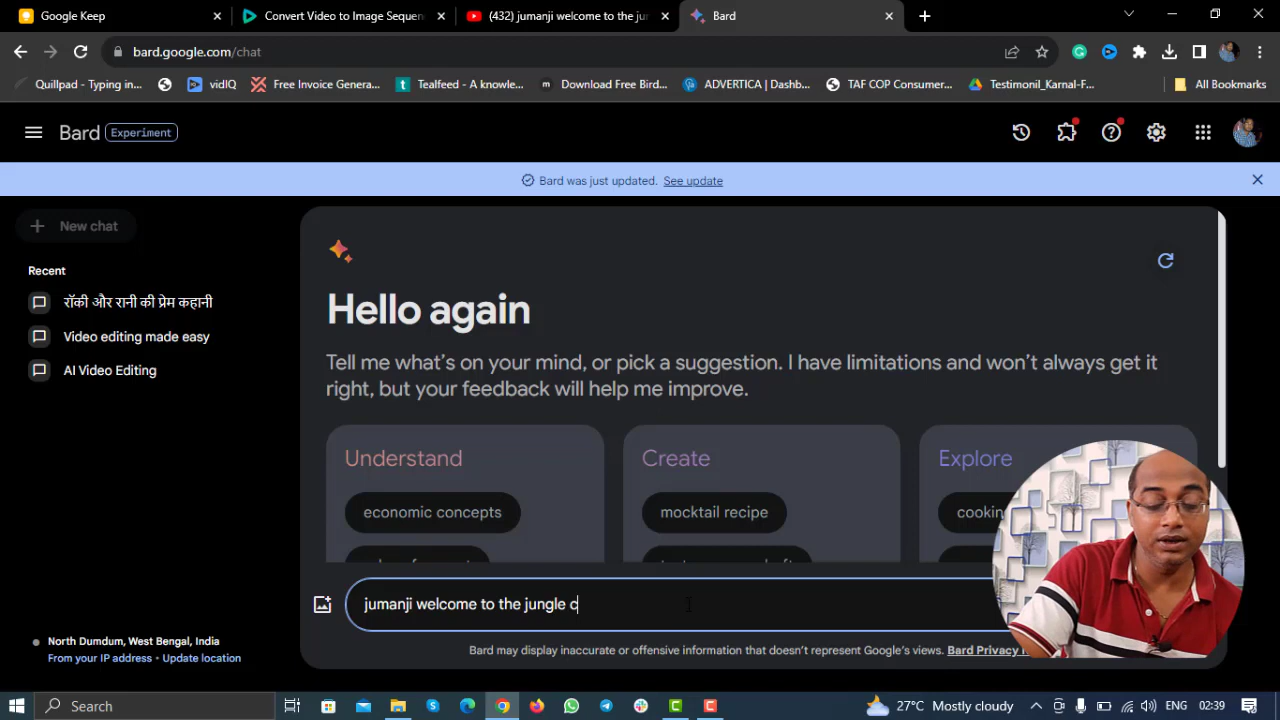 Google Keep
Convert Video to Image Sequen
(432) jumanji welcome to the jun
Bard
bard.google.com/chat
Quillpad - Typing in...
vidIQ
Free Invoice Genera...
Tealfeed - A knowle...
Download Free Bird...
ADVERTICA | Dashb...
TAF COP Consumer...
Testimonil_Karnal-F...
All Bookmarks
Bard Experiment
Bard was just updated. See update
New chat
Recent
रॉकी और रानी की प्रेम कहानी
Video editing made easy
AI Video Editing
Hello again
Tell me what's on your mind, or pick a suggestion. I have limitations and won't always get it
right, but your feedback will help me improve.
Understand
Create
Explore
economic concepts
mocktail recipe
cookin
jumanji welcome to the jungle c
North Dumdum, West Bengal, India
From your IP address • Update location
Bard may display inaccurate or offensive information that doesn't represent Google's views. Bard Privacy
Search
27°C Mostly cloudy
ENG
02:39